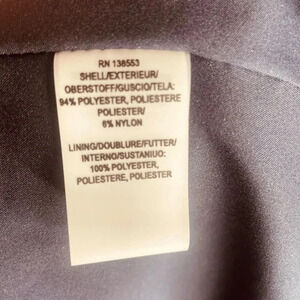 RN 138553
SHELL/EXTERIEUR/
OBERSTOFF/GUSCIO/TELA:
94% POLYESTER, POLIESTERE
POLIESTER/
6% NYLON
LINING/DOUBLURE/FUTTER/
INTERNO/SUSTANIUO:
100% POLYESTER,
POLIESTERE, POLIESTER